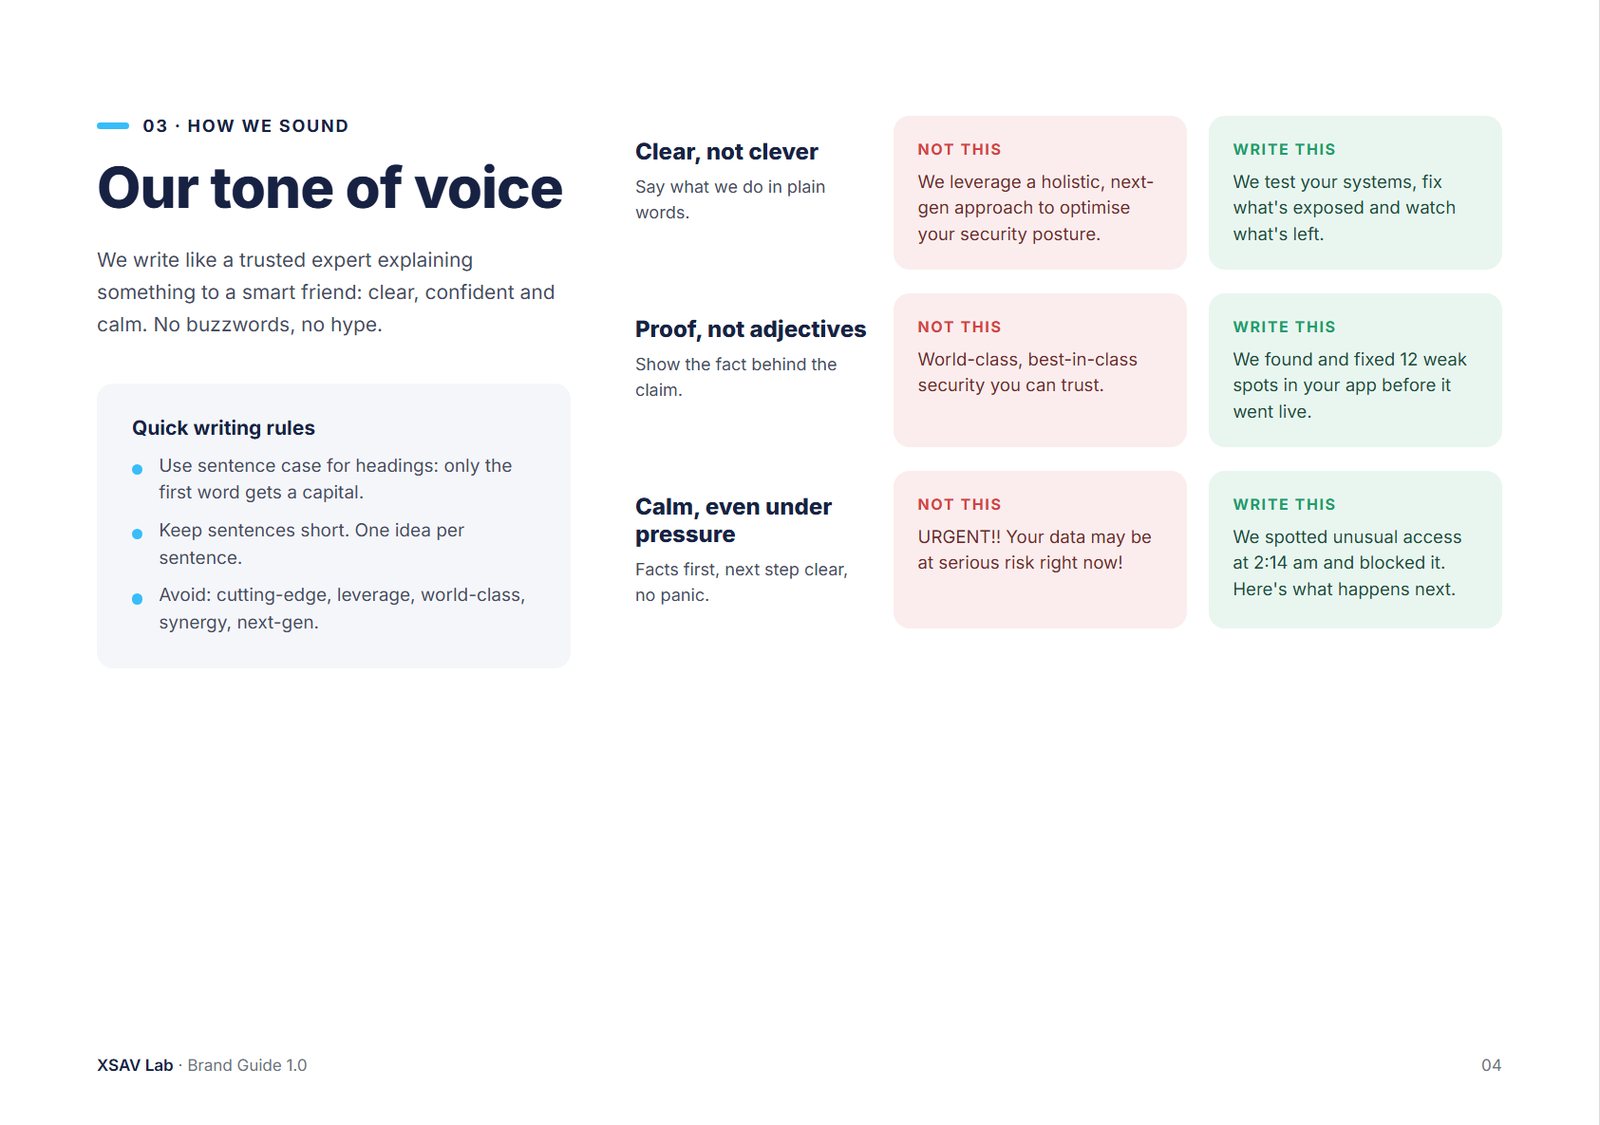 03 · HOW WE SOUND
Our tone of voice
We write like a trusted expert explaining
something to a smart friend: clear, confident and
calm. No buzzwords, no hype.
Quick writing rules
Use sentence case for headings: only the
first word gets a capital.
Keep sentences short. One idea per
sentence.
Avoid: cutting-edge, leverage, world-class,
synergy, next-gen.
Clear, not clever
Say what we do in plain
words.
NOT THIS
We leverage a holistic, next-
gen approach to optimise
your security posture.
WRITE THIS
We test your systems, fix
what's exposed and watch
what's left.
Proof, not adjectives
Show the fact behind the
claim.
NOT THIS
World-class, best-in-class
security you can trust.
WRITE THIS
We found and fixed 12 weak
spots in your app before it
went live.
Calm, even under
pressure
Facts first, next step clear,
no panic.
NOT THIS
URGENT!! Your data may be
at serious risk right now!
WRITE THIS
We spotted unusual access
at 2:14 am and blocked it.
Here's what happens next.
XSAV Lab · Brand Guide 1.0
04